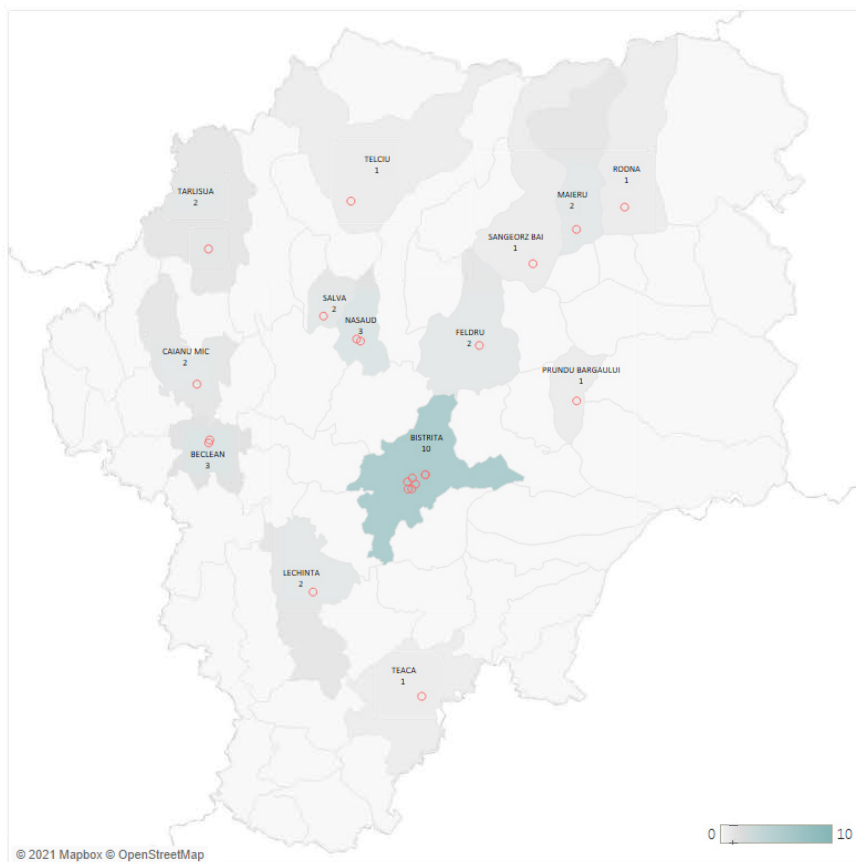 TELCIU
1
RODNA
1
TARLISUA
2
MAIERU
2
SANGEORZ BAI
1
SALVA
2
NASAUD
3
FELDRU
2
CAIANU MIC
2
PRUNDU BARGAULUI
1
BISTRITA
10
BECLEAN
3
LECHINTA
2
TEACA
1
0
10
© 2021 Mapbox © OpenStreetMap